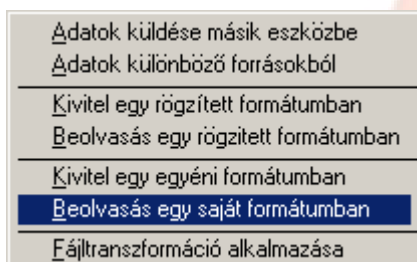 Adatok küldése másik eszközbe
Adatok különböző forrásokból
Kivitel egy rögzített formátumban
Beolvasás egy rögzitett formátumban
Kivitel egy egyéni formátumban
Beolvasás egy saját formátumban
Fájltranszformáció alkalmazása